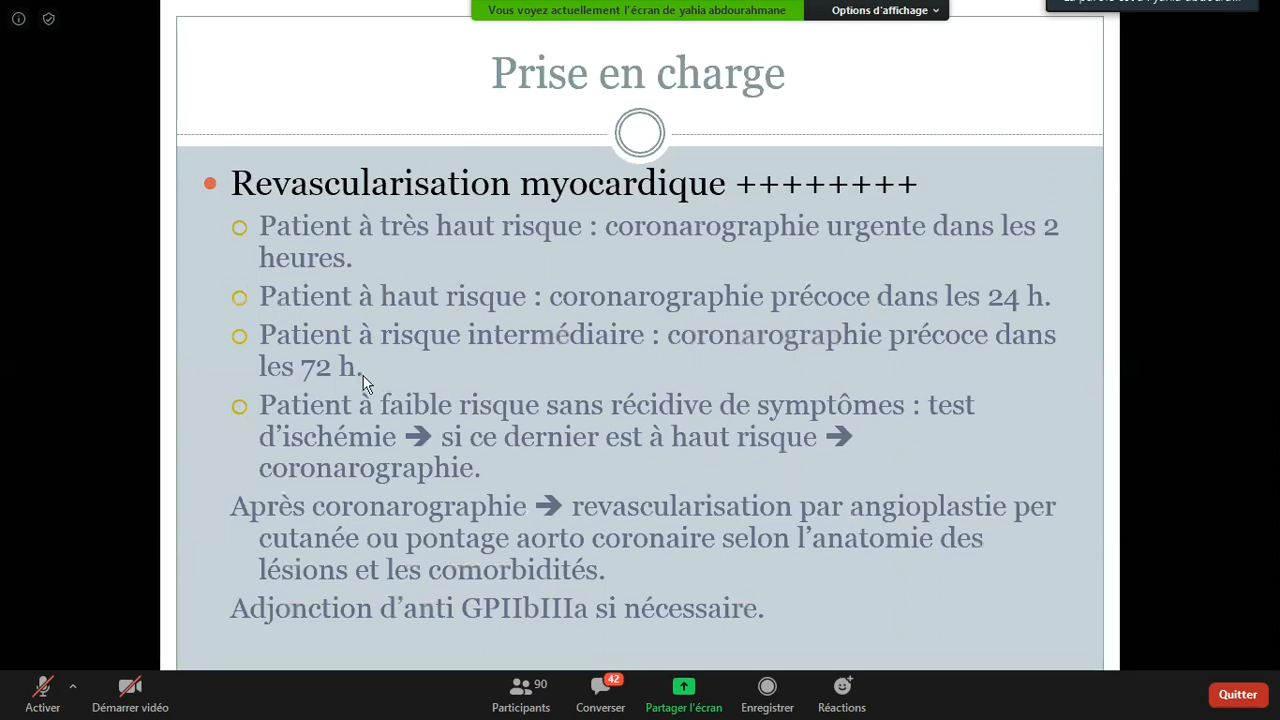 Vous voyez actuellement l'écran de yahia abdourahmane
Options d'affichage
Prise en charge
Revascularisation myocardique ++++++++
Patient à très haut risque : coronarographie urgente dans les 2
heures.
Patient à haut risque : coronarographie précoce dans les 24 h.
Patient à risque intermédiaire : coronarographie précoce dans
les 72 h.
Patient à faible risque sans récidive de symptômes : test
d'ischémie ➔ si ce dernier est à haut risque ➔
coronarographie.
Après coronarographie ➔ revascularisation par angioplastie per
cutanée ou pontage aorto coronaire selon l'anatomie des
lésions et les comorbidités.
Adjonction d'anti GPIIbIIIa si nécessaire.
42
90
Activer
Démarrer vidéo
Participants
Converser
Partager l'écran
Enregistrer
Réactions
Quitter